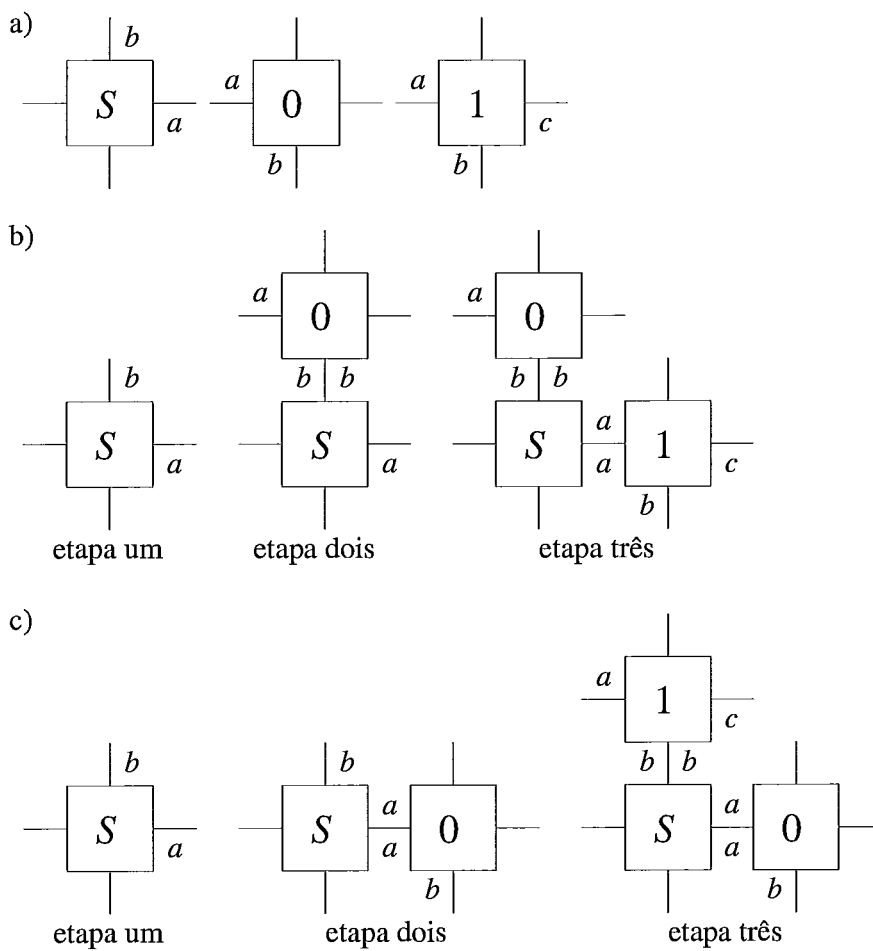 a)
b
S a a 0 b a 1 c b
b)
a 0 b b
a 0 b b
b S a
S a
S a a 1 c b
etapa um etapa dois etapa três
c)
a 1 c b b
b S a
b S a a 0 b
S a a 0 b
etapa um etapa dois etapa três